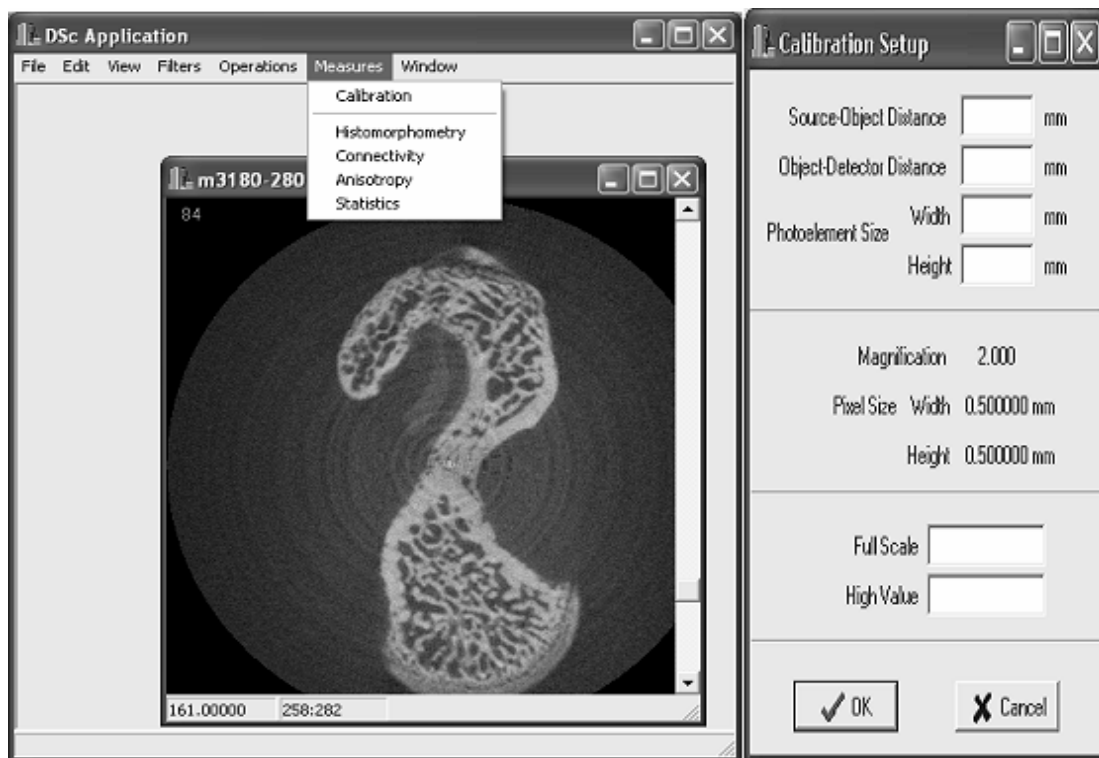 DSc Application
File Edit View Filters Operations Measures Window
Calibration
Histomorphometry
Connectivity
Anisotropy
Statistics
m3180-280
84
161.00000 258:282
Calibration Setup
Source-Object Distance mm
Object-Detector Distance mm
Photoelement Size Width mm
Height mm
Magnification 2.000
Pixel Size Width 0.500000 mm
Height 0.500000 mm
Full Scale
High Value
OK Cancel